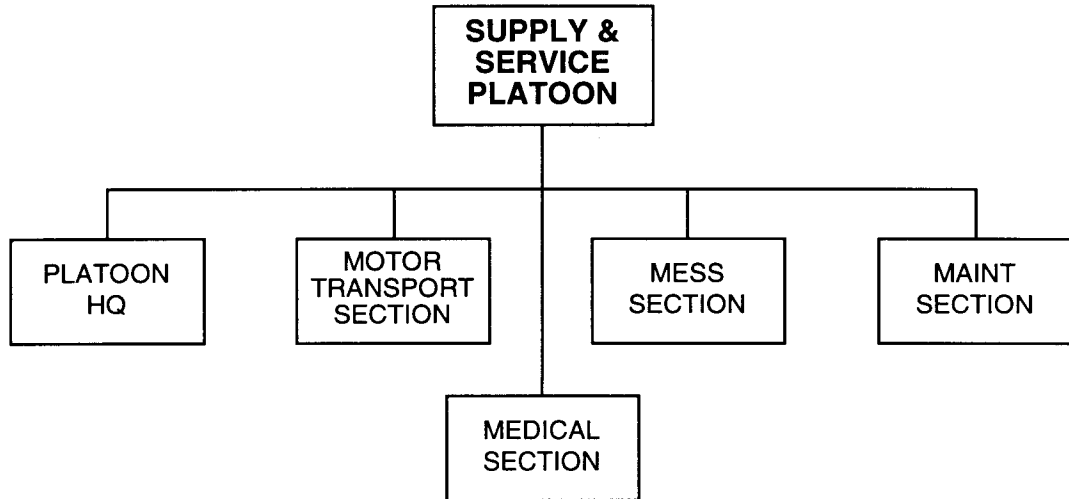 SUPPLY &
SERVICE
PLATOON
PLATOON
HQ
MOTOR
TRANSPORT
SECTION
MESS
SECTION
MAINT
SECTION
MEDICAL
SECTION